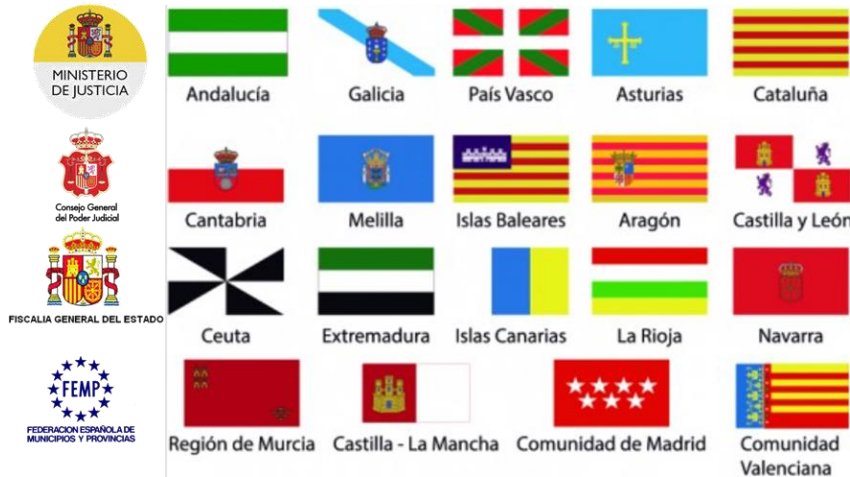 MINISTERIO
DE JUSTICIA
Consejo General
del Poder Judicial
FISCALIA GENERAL DEL ESTADO
FEMP
FEDERACION ESPAÑOLA DE
MUNICIPIOS Y PROVINCIAS
Andalucía
Galicia
País Vasco
Asturias
Cataluña
Cantabria
Melilla
Islas Baleares
Aragón
Castilla y León
Ceuta
Extremadura
Islas Canarias
La Rioja
Navarra
Región de Murcia
Castilla - La Mancha
Comunidad de Madrid
Comunidad
Valenciana